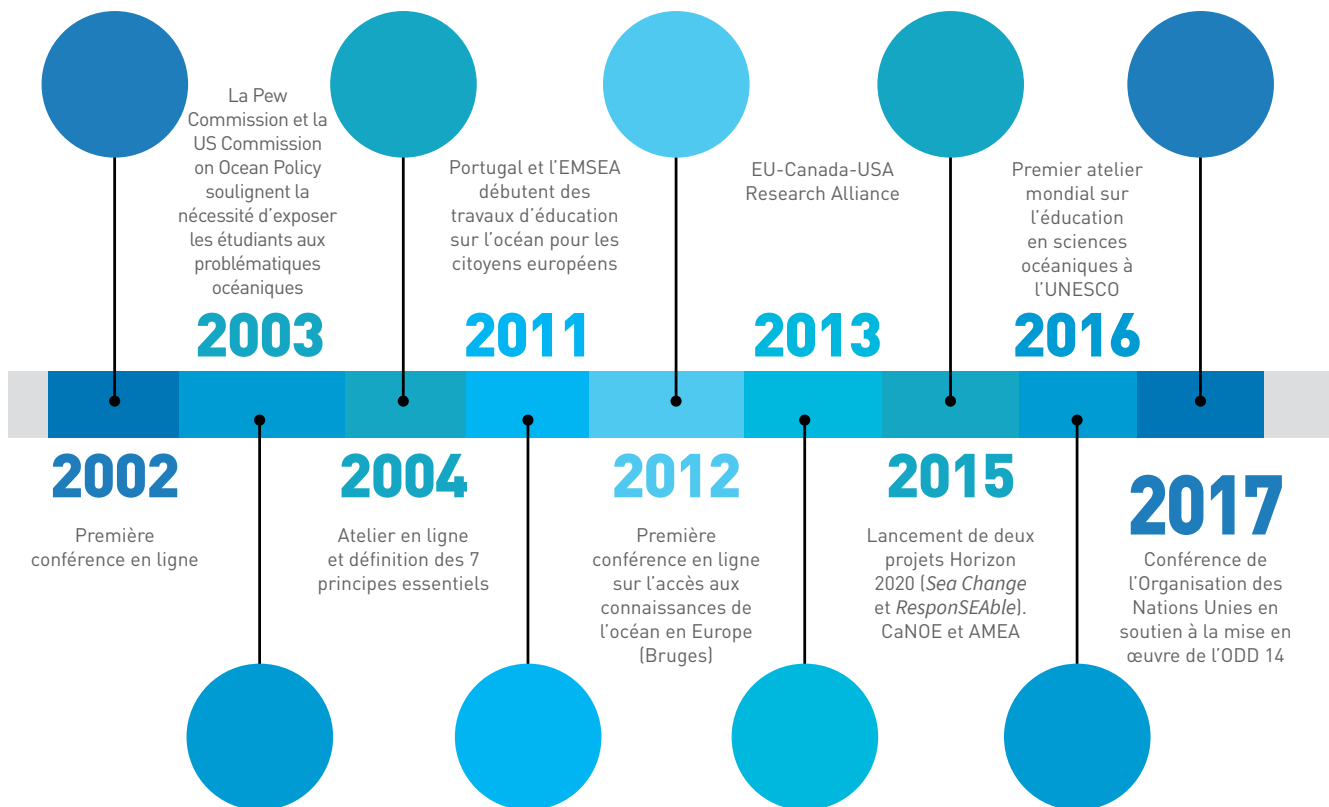 2002
Première
conférence en ligne
La Pew
Commission et la
US Commission
on Ocean Policy
soulignent la
nécessité d'exposer
les étudiants aux
problématiques
océaniques
2003
2004
Atelier en ligne
et définition des 7
principes essentiels
Portugal et l'EMSEA
débutent des
travaux d'éducation
sur l'océan pour les
citoyens européens
2011
2012
Première
conférence en ligne
sur l'accès aux
connaissances de
l'océan en Europe
(Bruges)
EU-Canada-USA
Research Alliance
2013
2015
Lancement de deux
projets Horizon
2020 (Sea Change
et ResponSEAble).
CaNOE et AMEA
Premier atelier
mondial sur
l'éducation
en sciences
océaniques à
l'UNESCO
2016
2017
Conférence de
l'Organisation des
Nations Unies en
soutien à la mise en
œuvre de l'ODD 14